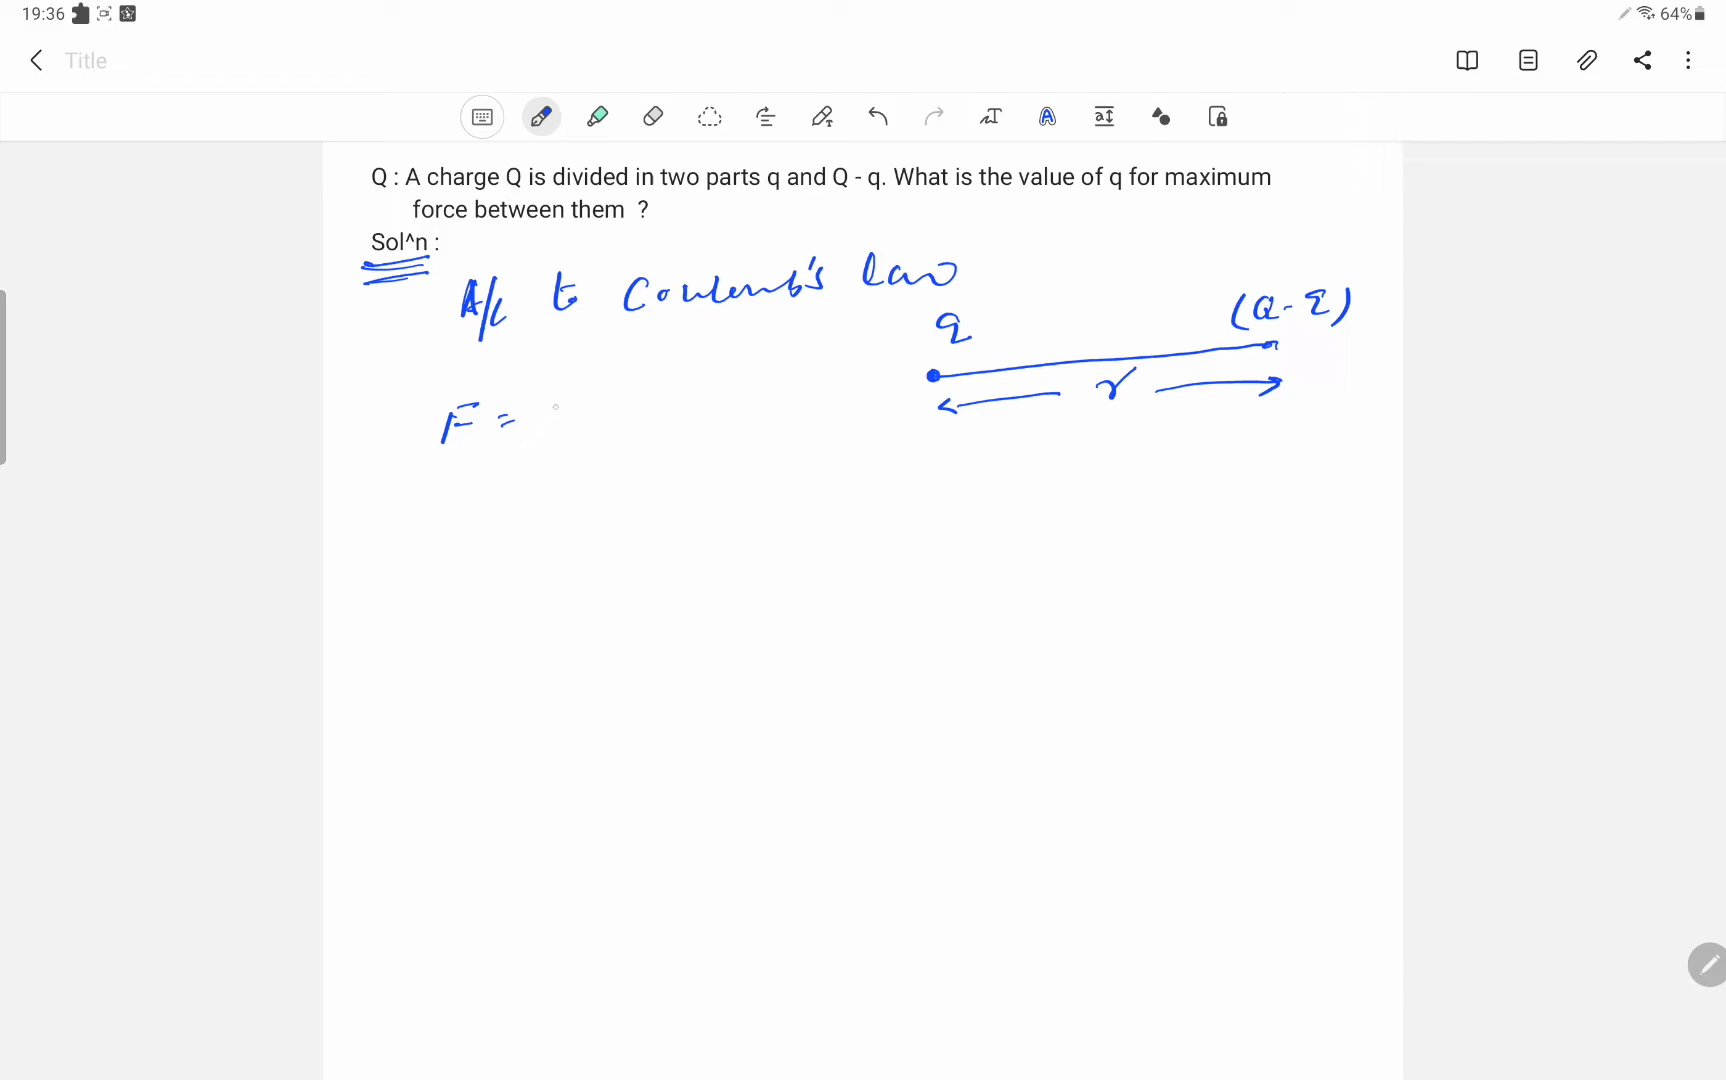 19:36
64%
Title
Q : A charge Q is divided in two parts q and Q - q. What is the value of q for maximum
force between them ?
Sol^n :
A/c to Coulomb's law
q
(Q - q)
r
F =